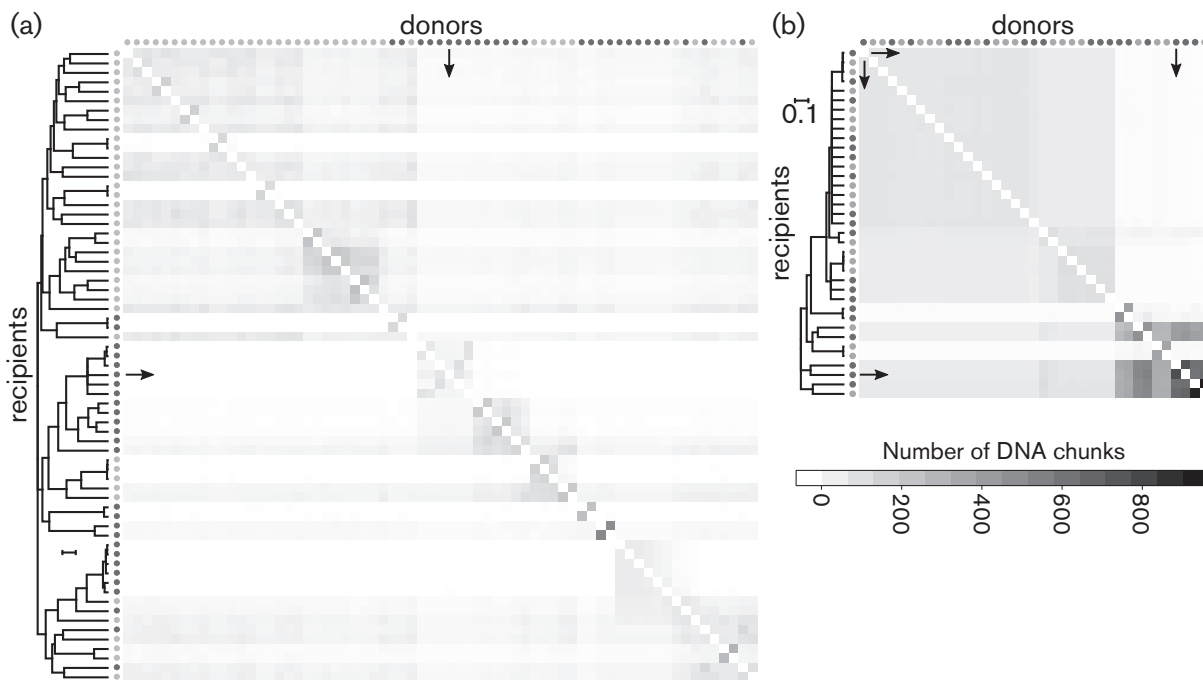 (a)
donors
recipients
(b)
donors
0.1
recipients
Number of DNA chunks
0
200
400
600
800